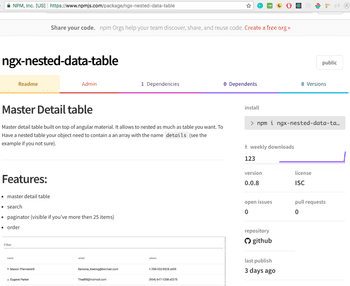 NPM, Inc. [US] | https://www.npmjs.com/package/ngx-nested-data-table
Share your code. npm Orgs help your team discover, share, and reuse code. Create a free org »
ngx-nested-data-table
public
Readme
Admin
1 Dependencies
0 Dependents
8 Versions
Master Detail table
Master detail table built on top of angular material. It allows to nested as much as table you want. To
Have a nested table your object need to contain a an array with the name details (see the
example if you not sure).
Features:
• master detail table
• search
• paginator (visible if you've more then 25 items)
• order
Filter
install
> npm i ngx-nested-data-ta…
weekly downloads
123
version
0.0.8
license
ISC
open issues
0
pull requests
0
repository
github
last publish
3 days ago